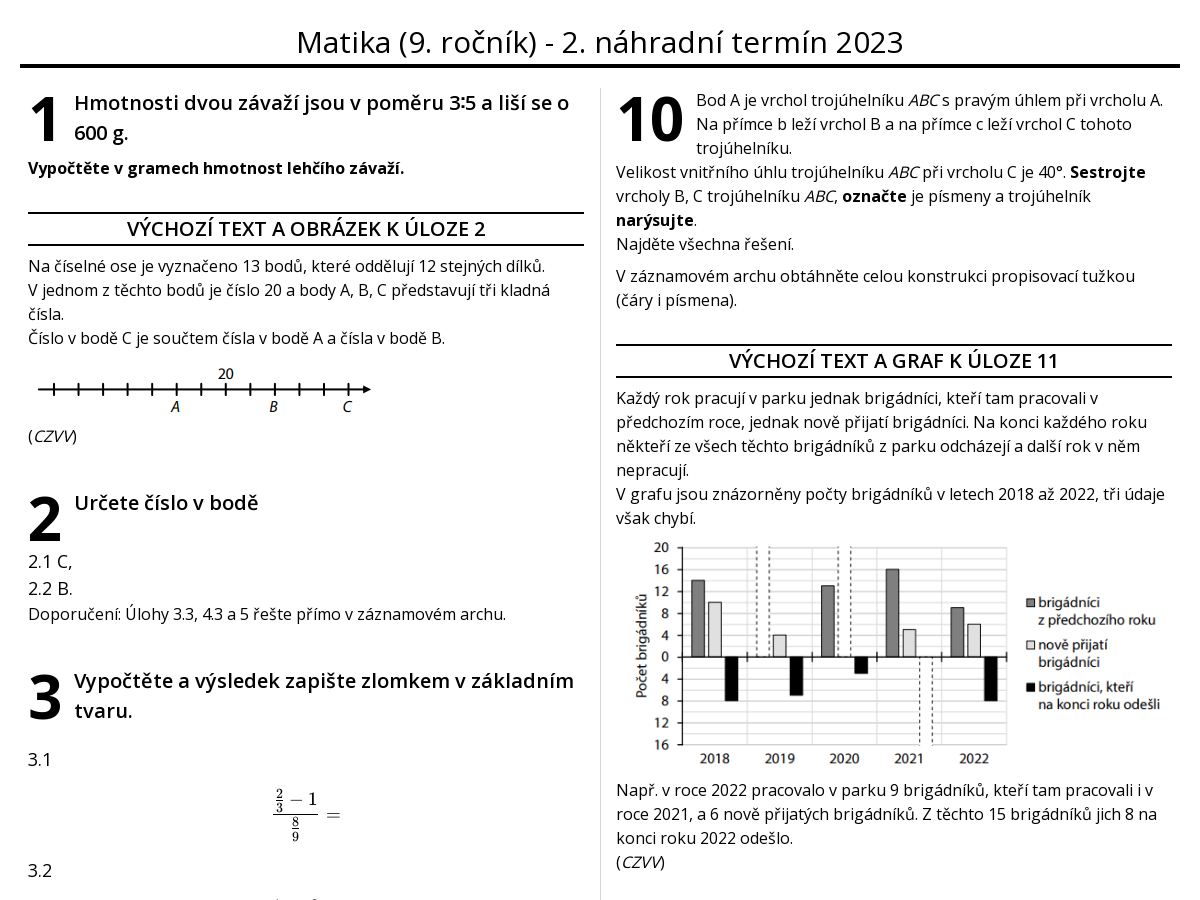 Matika (9. ročník) - 2. náhradní termín 2023
1
Hmotnosti dvou závaží jsou v poměru 3∶5 a liší se o
600 g.
Vypočtěte v gramech hmotnost lehčího závaží.
VÝCHOZÍ TEXT A OBRÁZEK K ÚLOZE 2
Na číselné ose je vyznačeno 13 bodů, které oddělují 12 stejných dílků.
V jednom z těchto bodů je číslo 20 a body A, B, C představují tři kladná
čísla.
Číslo v bodě C je součtem čísla v bodě A a čísla v bodě B.
20
A B C
(CZVV)
2
Určete číslo v bodě
2.1 C,
2.2 B.
Doporučení: Úlohy 3.3, 4.3 a 5 řešte přímo v záznamovém archu.
3
Vypočtěte a výsledek zapište zlomkem v základním
tvaru.
3.1
2
3 − 1
8
9
=
3.2
10
Bod A je vrchol trojúhelníku ABC s pravým úhlem při vrcholu A.
Na přímce b leží vrchol B a na přímce c leží vrchol C tohoto
trojúhelníku.
Velikost vnitřního úhlu trojúhelníku ABC při vrcholu C je 40°. Sestrojte
vrcholy B, C trojúhelníku ABC, označte je písmeny a trojúhelník
narýsujte.
Najděte všechna řešení.
V záznamovém archu obtáhněte celou konstrukci propisovací tužkou
(čáry i písmena).
VÝCHOZÍ TEXT A GRAF K ÚLOZE 11
Každý rok pracují v parku jednak brigádníci, kteří tam pracovali v
předchozím roce, jednak nově přijatí brigádníci. Na konci každého roku
někteří ze všech těchto brigádníků z parku odcházejí a další rok v něm
nepracují.
V grafu jsou znázorněny počty brigádníků v letech 2018 až 2022, tři údaje
však chybí.
Počet brigádníků
20
16
12
8
4
0
4
8
12
16
2018 2019 2020 2021 2022
brigádníci
z předchozího roku
nově přijatí
brigádníci
brigádníci, kteří
na konci roku odešli
Např. v roce 2022 pracovalo v parku 9 brigádníků, kteří tam pracovali i v
roce 2021, a 6 nově přijatých brigádníků. Z těchto 15 brigádníků jich 8 na
konci roku 2022 odešlo.
(CZVV)